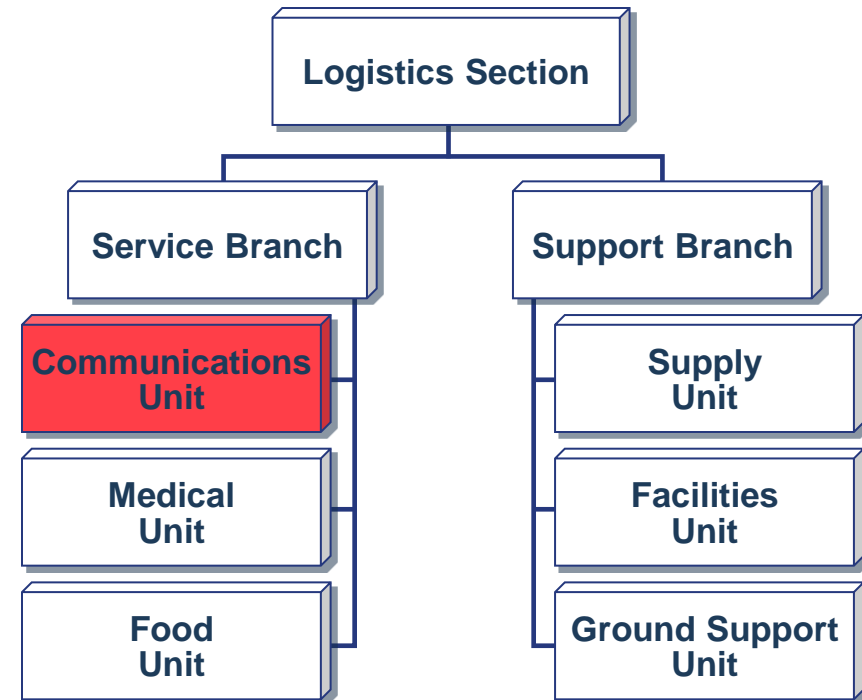 Logistics Section
Service Branch
Support Branch
Communications
Unit
Supply
Unit
Medical
Unit
Facilities
Unit
Food
Unit
Ground Support
Unit